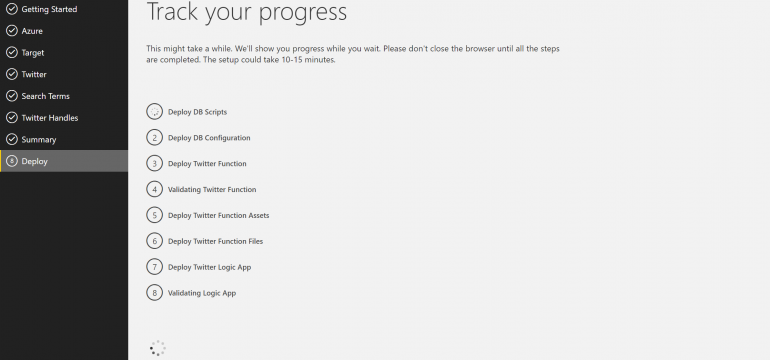 Getting Started
Azure
Target
Twitter
Search Terms
Twitter Handles
Summary
8 Deploy
Track your progress
This might take a while. We'll show you progress while you wait. Please don't close the browser until all the steps
are completed. The setup could take 10-15 minutes.
Deploy DB Scripts
2 Deploy DB Configuration
3 Deploy Twitter Function
4 Validating Twitter Function
5 Deploy Twitter Function Assets
6 Deploy Twitter Function Files
7 Deploy Twitter Logic App
8 Validating Logic App